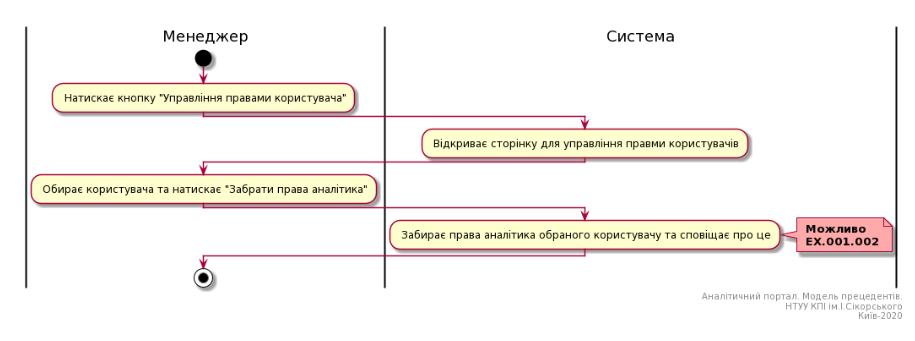 Менеджер
Система
Натискає кнопку "Управління правами користувача"
Відкриває сторінку для управління правми користувачів
Обирає користувача та натискає "Забрати права аналітика"
Забирає права аналітика обраного користувачу та сповіщає про це
Можливо
EX.001.002
Аналітичний портал. Модель прецедентів.
НТУУ КПІ ім.І.Сікорського
Київ-2020